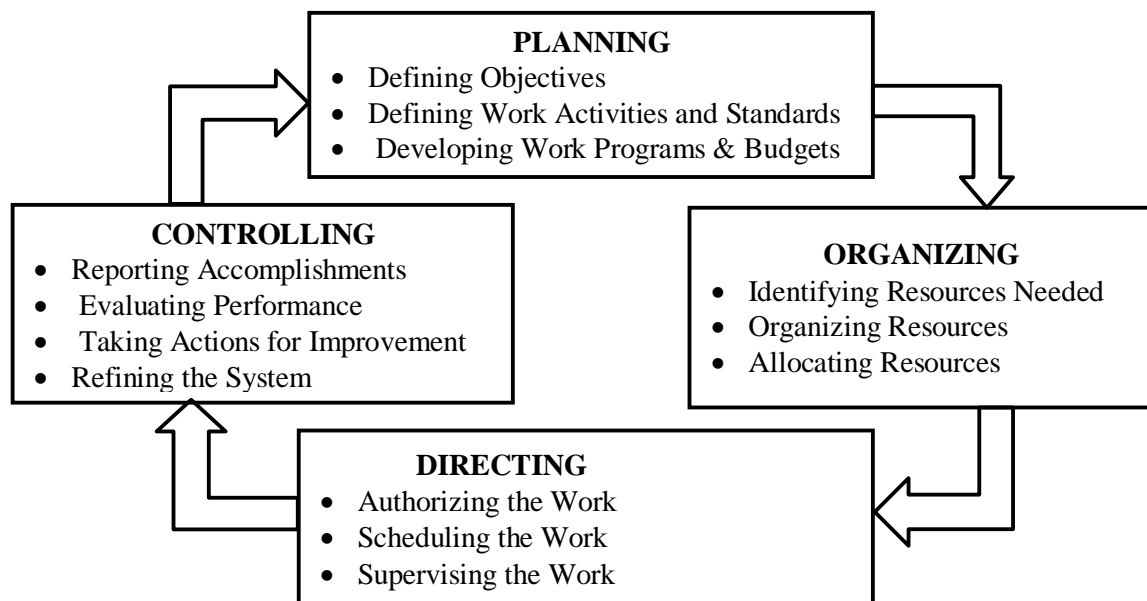 PLANNING
• Defining Objectives
• Defining Work Activities and Standards
• Developing Work Programs & Budgets
CONTROLLING
• Reporting Accomplishments
• Evaluating Performance
• Taking Actions for Improvement
• Refining the System
ORGANIZING
• Identifying Resources Needed
• Organizing Resources
• Allocating Resources
DIRECTING
• Authorizing the Work
• Scheduling the Work
• Supervising the Work